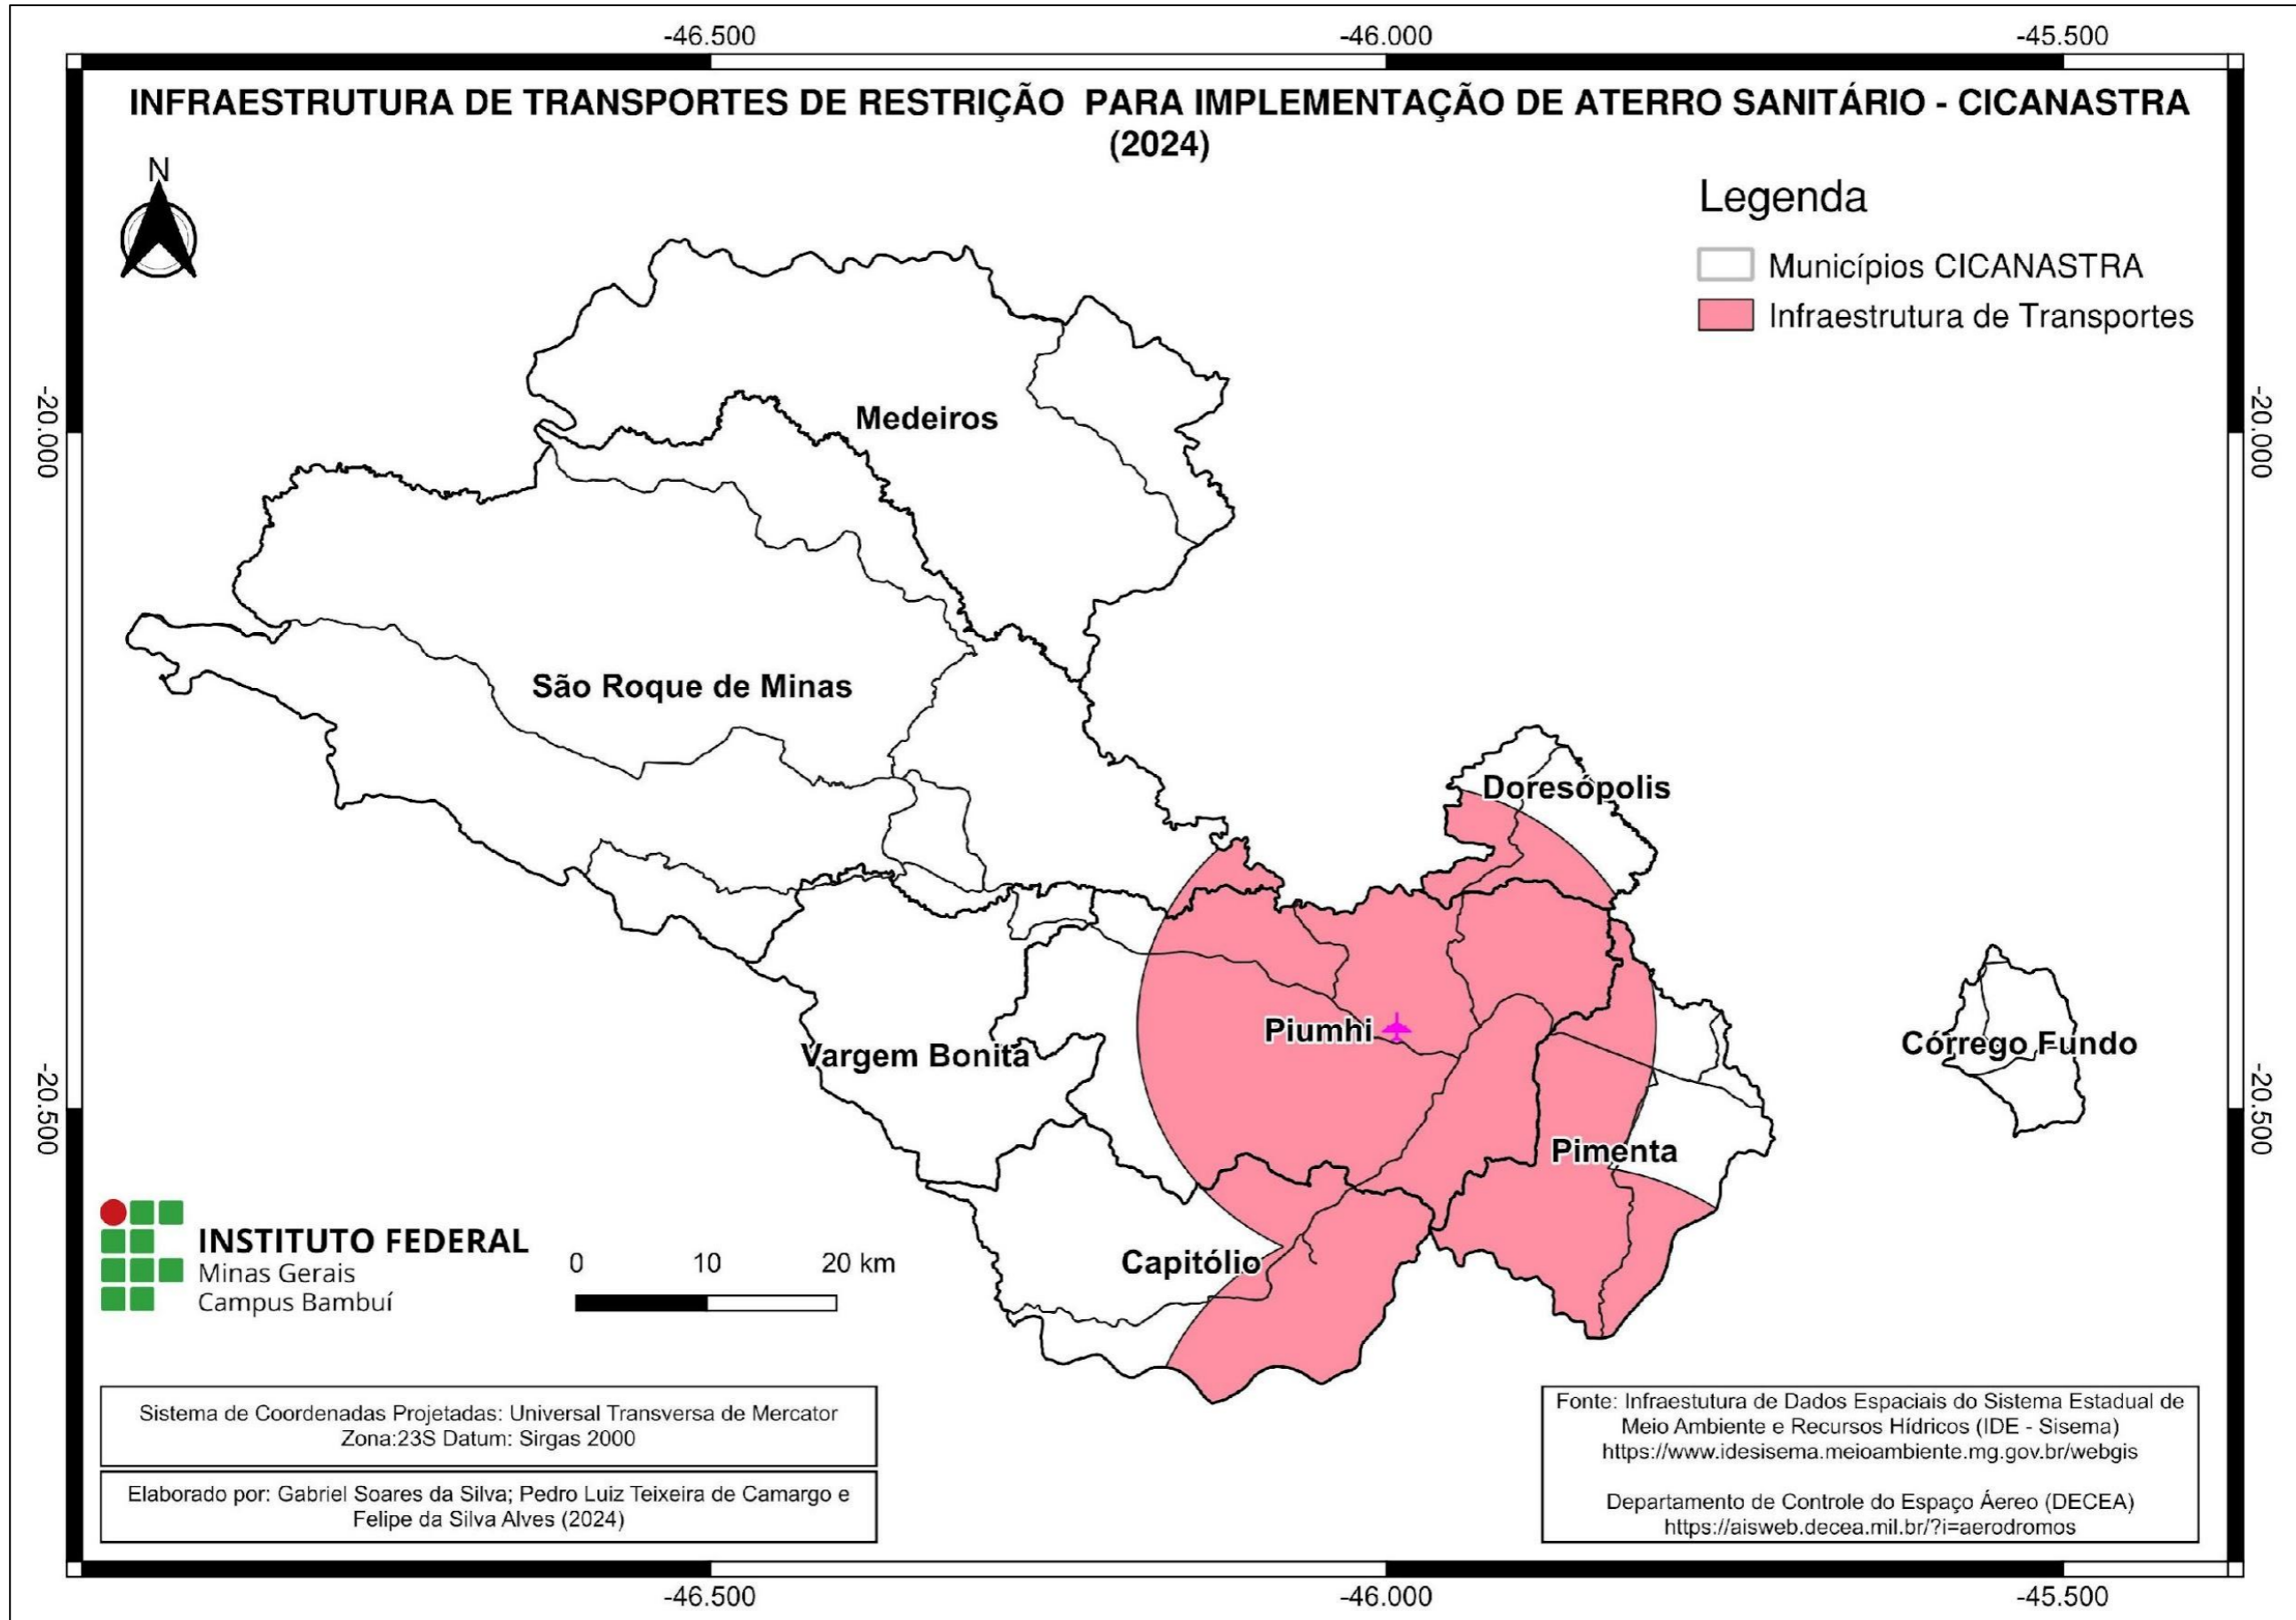 -46.500 -46.000 -45.500
INFRAESTRUTURA DE TRANSPORTES DE RESTRIÇÃO PARA IMPLEMENTAÇÃO DE ATERRO SANITÁRIO - CICANASTRA
(2024)
N
Legenda
Municípios CICANASTRA
Infraestrutura de Transportes
-20.000 -20.000
Medeiros
São Roque de Minas
Doresópolis
Piumhi
Córrego Fundo
Vargem Bonita
-20.500 -20.500
Pimenta
Capitólio
INSTITUTO FEDERAL
Minas Gerais
Campus Bambuí
0 10 20 km
Sistema de Coordenadas Projetadas: Universal Transversa de Mercator
Zona:23S Datum: Sirgas 2000
Elaborado por: Gabriel Soares da Silva; Pedro Luiz Teixeira de Camargo e
Felipe da Silva Alves (2024)
Fonte: Infraestutura de Dados Espaciais do Sistema Estadual de
Meio Ambiente e Recursos Hídricos (IDE - Sisema)
https://www.idesisema.meioambiente.mg.gov.br/webgis
Departamento de Controle do Espaço Áereo (DECEA)
https://aisweb.decea.mil.br/?i=aerodromos
-46.500 -46.000 -45.500